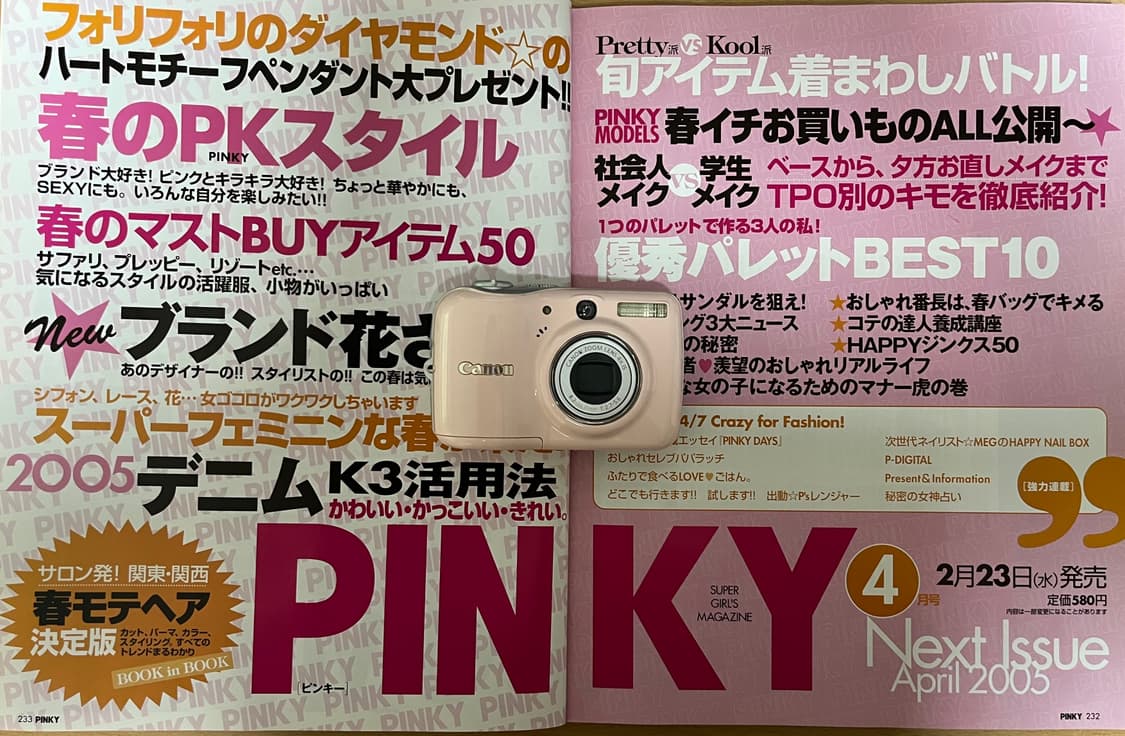 フォリフォリのダイヤモンド☆の
ハートモチーフペンダント大プレゼント!!
春のPKスタイル
PINKY
ブランド大好き! ピンクとキラキラ大好き! ちょっと華やかにも、
SEXYにも。いろんな自分を楽しみたい!!
春のマストBUYアイテム50
サファリ、プレッピー、リゾートetc.…
気になるスタイルの活躍服、小物がいっぱい
New ブランド花さ
あのデザイナーの!! スタイリストの!! この春は気
シフォン、レース、花…女ゴコロがワクワクしちゃいます
スーパーフェミニンな春
2005デニムK3活用法
かわいい・かっこいい・きれい。
サロン発! 関東・関西
春モテヘア
決定版
カット、パーマ、カラー、
スタイリング。すべての
トレンドまるわかり
BOOK in BOOK
PINKY
[ピンキー]
SUPER
GIRL'S
MAGAZINE
233 PINKY
Pretty派VS Kool派
旬アイテム着まわしバトル!
PINKY
MODELS
春イチお買いものALL公開〜★
社会人
メイク
VS
学生
メイク
ベースから、夕方お直しメイクまで
TPO別のキモを徹底紹介!
1つのパレットで作る3人の私!
優秀パレットBEST10
サンダルを狙え!
ング3大ニュース
の秘密
者♥羨望のおしゃれリアルライフ
な女の子になるためのマナー虎の巻
★おしゃれ番長は、春バッグでキメる
★コテの達人養成講座
★HAPPYジンクス50
4/7 Crazy for Fashion!
エッセイ「PINKY DAYS」
おしゃれセレブパパラッチ
ふたりで食べるLOVE♥ごはん。
どこでも行きます!! 試します!! 出動☆P'sレンジャー
次世代ネイリスト☆MEGのHAPPY NAIL BOX
P-DIGITAL
Present & Information
秘密の女神占い
[強力連載]
4月号
2月23日(水)発売
定価580円
内容は一部変更になることがあります
Next Issue
April 2005
PINKY 232
Canon
CANON ZOOM LENS